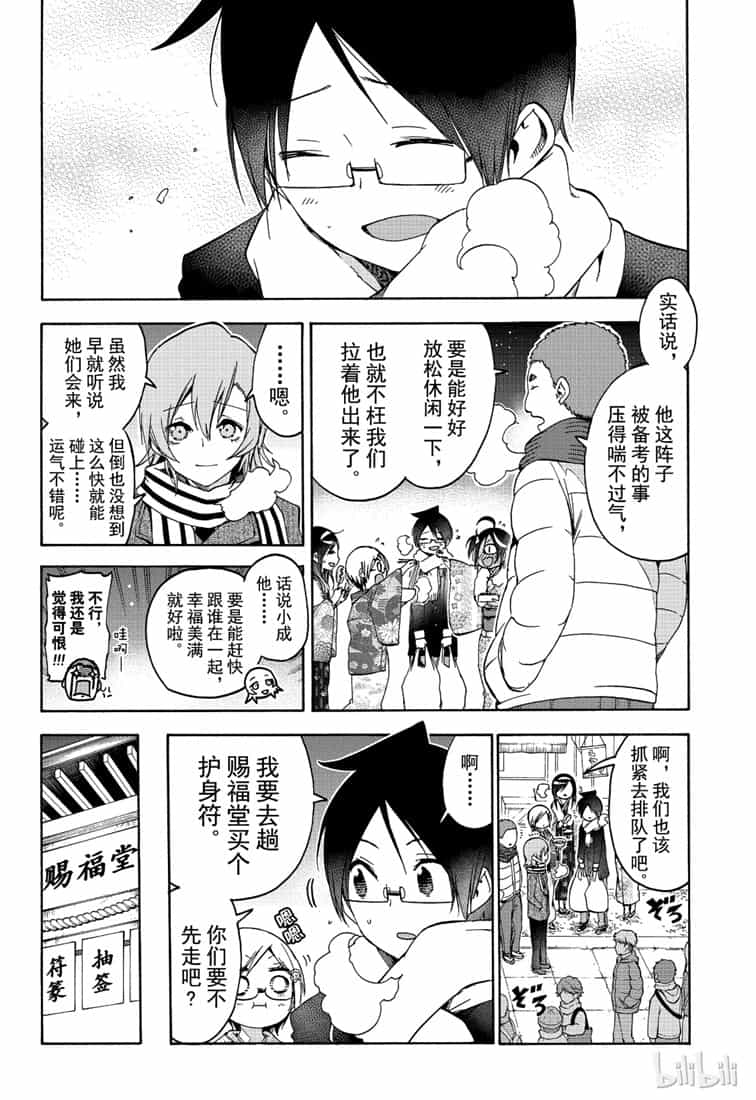 实话说，
他这阵子
被备考的事
压得喘不过气，
要是能好好
放松休闲一下，
也就不枉我们
拉着他出来了。
……嗯。
虽然我
早就听说
她们会来，
但倒也没想到
这么快就能
碰上……
运气不错呢。
话说小成
他……
要是能赶快
跟谁在一起，
幸福美满
就好啦。
不行，
我还是
觉得可恨!!!
哇啊—
啊，我们也该
抓紧去排队了吧。
ぞろ
ぞろ
啊……
我要去趟
赐福堂买个
护身符。
你们要不
先走吧？
嗯
嗯
赐福堂
抽签
符篆
bilibili